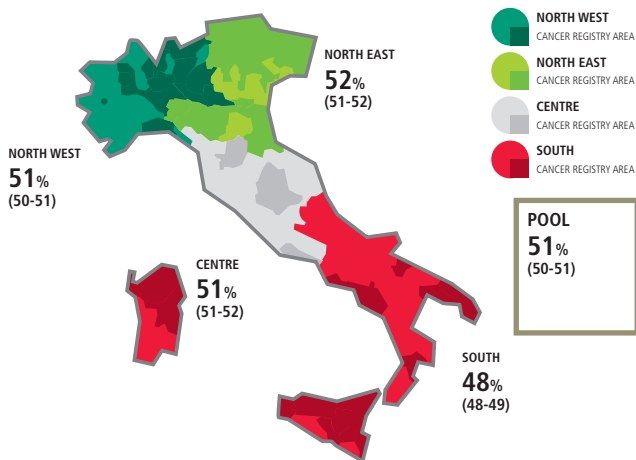 NORTH WEST
CANCER REGISTRY AREA
NORTH EAST
CANCER REGISTRY AREA
CENTRE
CANCER REGISTRY AREA
SOUTH
CANCER REGISTRY AREA
NORTH EAST
52%
(51-52)
NORTH WEST
51%
(50-51)
POOL
51%
(50-51)
CENTRE
51%
(51-52)
SOUTH
48%
(48-49)